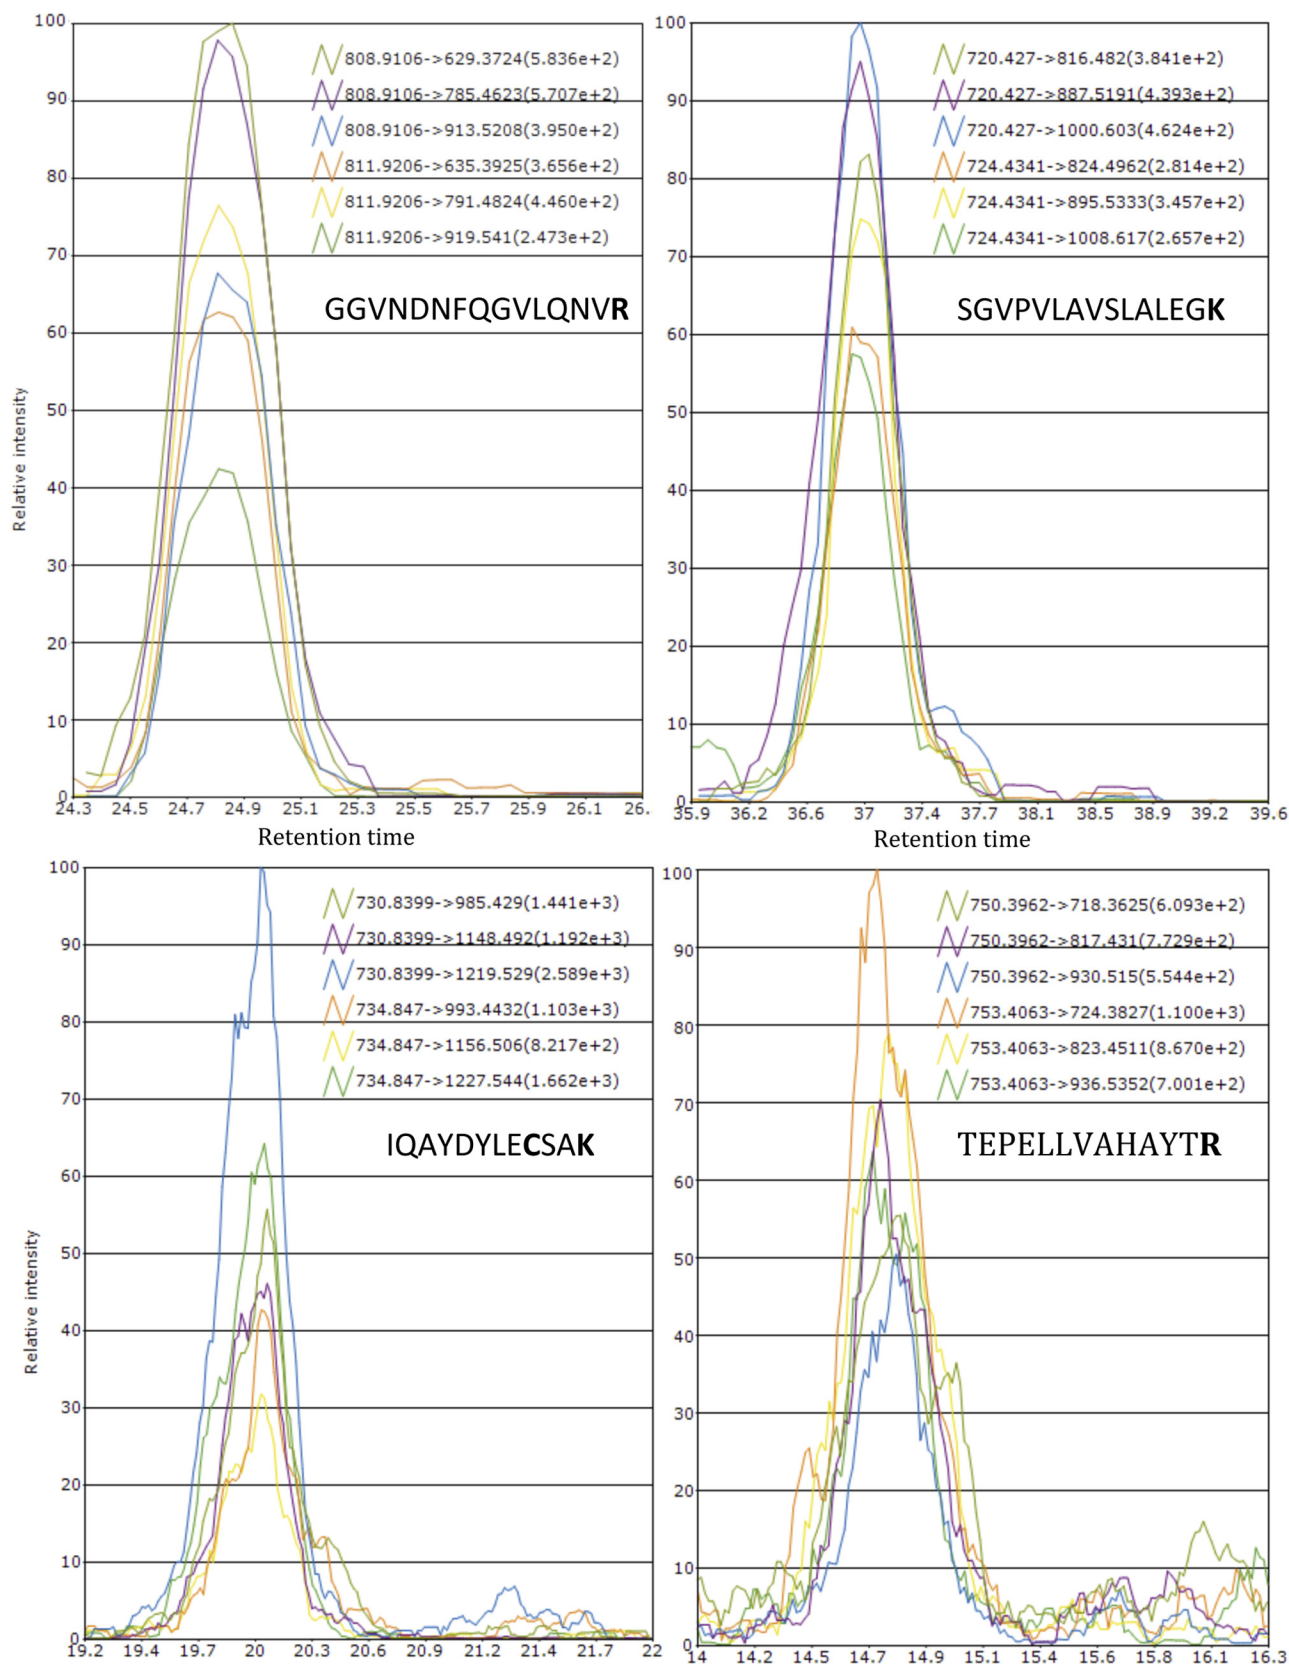 100
90
80
70
60
50
40
30
20
10
0
Relative intensity
808.9106->629.3724(5.836e+2)
808.9106->785.4623(5.707e+2)
808.9106->913.5208(3.950e+2)
811.9206->635.3925(3.656e+2)
811.9206->791.4824(4.460e+2)
811.9206->919.541(2.473e+2)
GGVNDNFQGVLQNVR
24.3 24.5 24.7 24.9 25.1 25.3 25.5 25.7 25.9 26.1 26.
Retention time
100
90
80
70
60
50
40
30
20
10
0
720.427->816.482(3.841e+2)
720.427->887.5191(4.393e+2)
720.427->1000.603(4.624e+2)
724.4341->824.4962(2.814e+2)
724.4341->895.5333(3.457e+2)
724.4341->1008.617(2.657e+2)
SGVPVLAVSLALEGK
35.9 36.2 36.6 37 37.4 37.7 38.1 38.5 38.9 39.2 39.6
Retention time
100
90
80
70
60
50
40
30
20
10
0
Relative intensity
730.8399->985.429(1.441e+3)
730.8399->1148.492(1.192e+3)
730.8399->1219.529(2.589e+3)
734.847->993.4432(1.103e+3)
734.847->1156.506(8.217e+2)
734.847->1227.544(1.662e+3)
IQAYDYLECSAK
19.2 19.4 19.7 20 20.3 20.6 20.9 21.2 21.4 21.7 22
100
90
80
70
60
50
40
30
20
10
0
750.3962->718.3625(6.093e+2)
750.3962->817.431(7.729e+2)
750.3962->930.515(5.544e+2)
753.4063->724.3827(1.100e+3)
753.4063->823.4511(8.670e+2)
753.4063->936.5352(7.001e+2)
TEPELLVAHAYTR
14 14.2 14.5 14.7 14.9 15.1 15.4 15.6 15.8 16.1 16.3